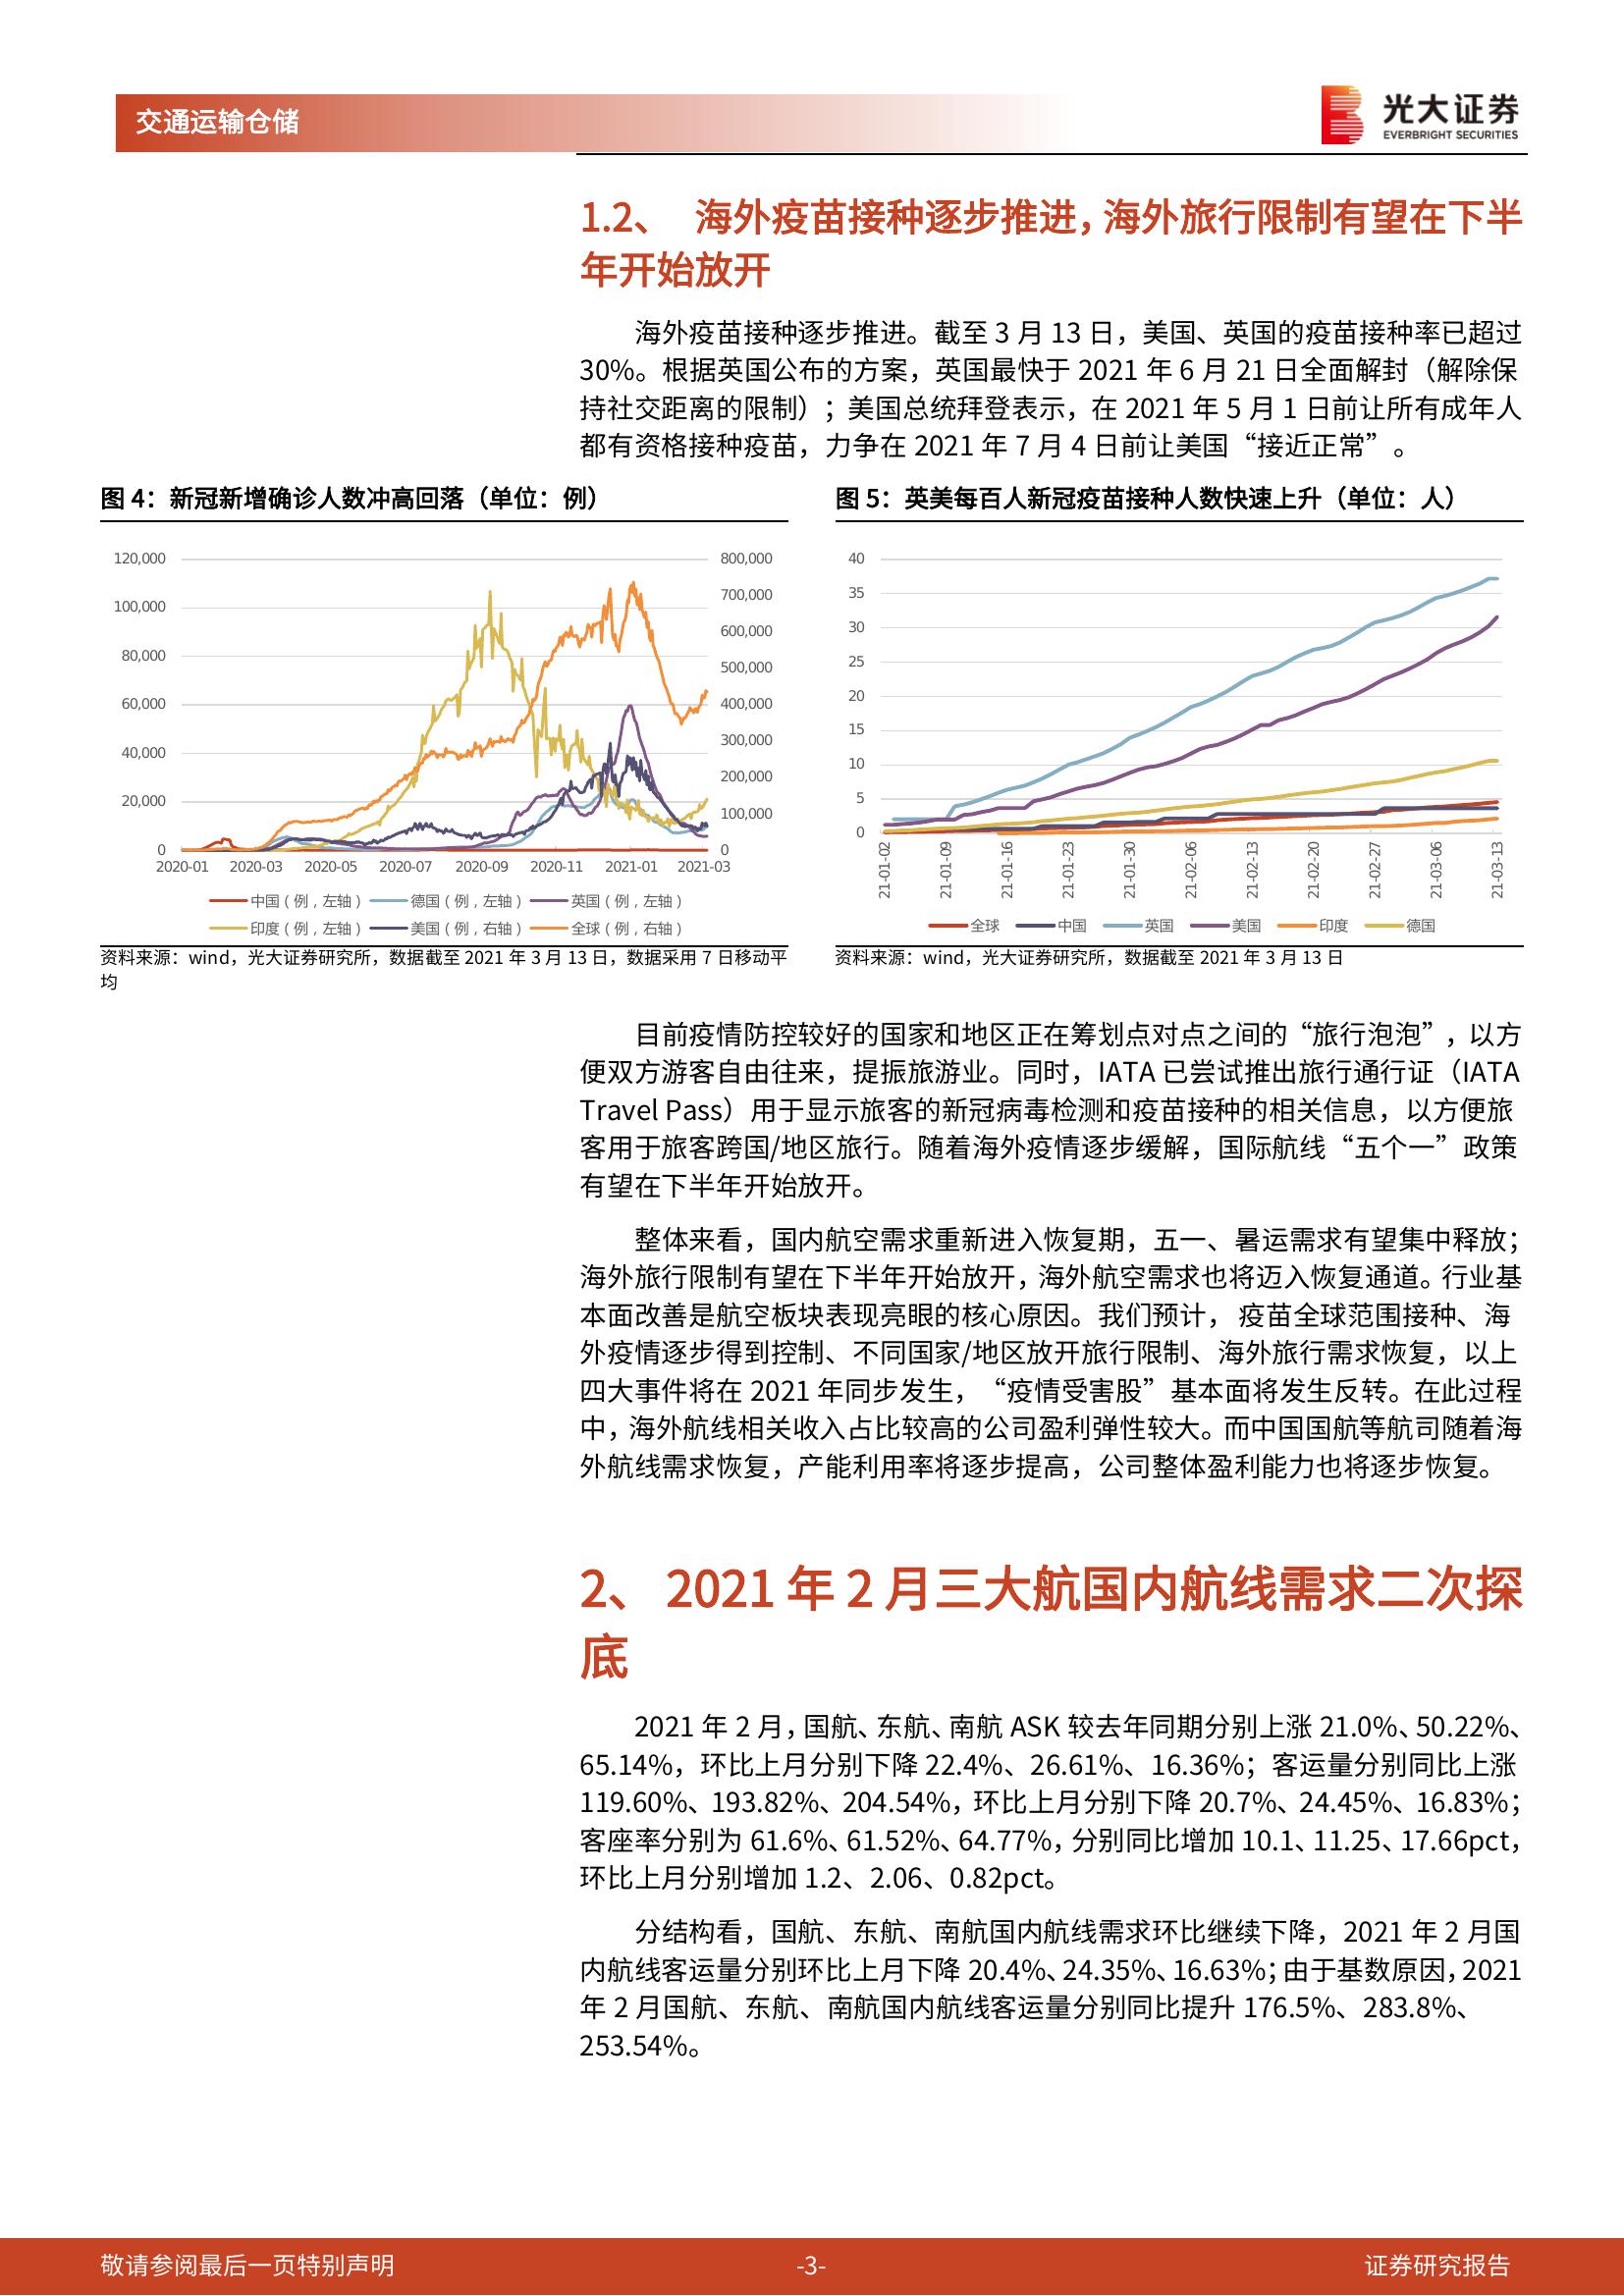 交通运输仓储
光大证券
EVERBRIGHT SECURITIES
1.2、 海外疫苗接种逐步推进，海外旅行限制有望在下半
年开始放开
海外疫苗接种逐步推进。截至 3 月 13 日，美国、英国的疫苗接种率已超过
30%。根据英国公布的方案，英国最快于 2021 年 6 月 21 日全面解封（解除保
持社交距离的限制）；美国总统拜登表示，在 2021 年 5 月 1 日前让所有成年人
都有资格接种疫苗，力争在 2021 年 7 月 4 日前让美国“接近正常”。
图 4：新冠新增确诊人数冲高回落（单位：例）
120,000
100,000
80,000
60,000
40,000
20,000
0
800,000
700,000
600,000
500,000
400,000
300,000
200,000
100,000
0
2020-01 2020-03 2020-05 2020-07 2020-09 2020-11 2021-01 2021-03
中国（例，左轴） 德国（例，左轴） 英国（例，左轴）
印度（例，左轴） 美国（例，右轴） 全球（例，右轴）
资料来源：wind，光大证券研究所，数据截至 2021 年 3 月 13 日，数据采用 7 日移动平
均
图 5：英美每百人新冠疫苗接种人数快速上升（单位：人）
40
35
30
25
20
15
10
5
0
21-01-02 21-01-09 21-01-16 21-01-23 21-01-30 21-02-06 21-02-13 21-02-20 21-02-27 21-03-06 21-03-13
全球 中国 英国 美国 印度 德国
资料来源：wind，光大证券研究所，数据截至 2021 年 3 月 13 日
目前疫情防控较好的国家和地区正在筹划点对点之间的“旅行泡泡”，以方
便双方游客自由往来，提振旅游业。同时，IATA 已尝试推出旅行通行证（IATA
Travel Pass）用于显示旅客的新冠病毒检测和疫苗接种的相关信息，以方便旅
客用于旅客跨国/地区旅行。随着海外疫情逐步缓解，国际航线“五个一”政策
有望在下半年开始放开。
整体来看，国内航空需求重新进入恢复期，五一、暑运需求有望集中释放；
海外旅行限制有望在下半年开始放开，海外航空需求也将迈入恢复通道。行业基
本面改善是航空板块表现亮眼的核心原因。我们预计， 疫苗全球范围接种、海
外疫情逐步得到控制、不同国家/地区放开旅行限制、海外旅行需求恢复，以上
四大事件将在 2021 年同步发生，“疫情受害股”基本面将发生反转。在此过程
中，海外航线相关收入占比较高的公司盈利弹性较大。而中国国航等航司随着海
外航线需求恢复，产能利用率将逐步提高，公司整体盈利能力也将逐步恢复。
2、 2021 年 2 月三大航国内航线需求二次探
底
2021 年 2 月，国航、东航、南航 ASK 较去年同期分别上涨 21.0%、50.22%、
65.14%，环比上月分别下降 22.4%、26.61%、16.36%；客运量分别同比上涨
119.60%、193.82%、204.54%，环比上月分别下降 20.7%、24.45%、16.83%；
客座率分别为 61.6%、61.52%、64.77%，分别同比增加 10.1、11.25、17.66pct，
环比上月分别增加 1.2、2.06、0.82pct。
分结构看，国航、东航、南航国内航线需求环比继续下降，2021 年 2 月国
内航线客运量分别环比上月下降 20.4%、24.35%、16.63%；由于基数原因，2021
年 2 月国航、东航、南航国内航线客运量分别同比提升 176.5%、283.8%、
253.54%。
敬请参阅最后一页特别声明
-3-
证券研究报告